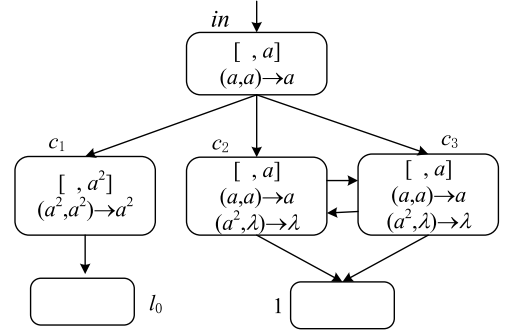 in
[ , a]
(a,a)→a
c₁
c₂
c₃
[ , a²]
(a²,a²)→a²
[ , a]
(a,a)→a
(a²,λ)→λ
[ , a]
(a,a)→a
(a²,λ)→λ
l₀
1